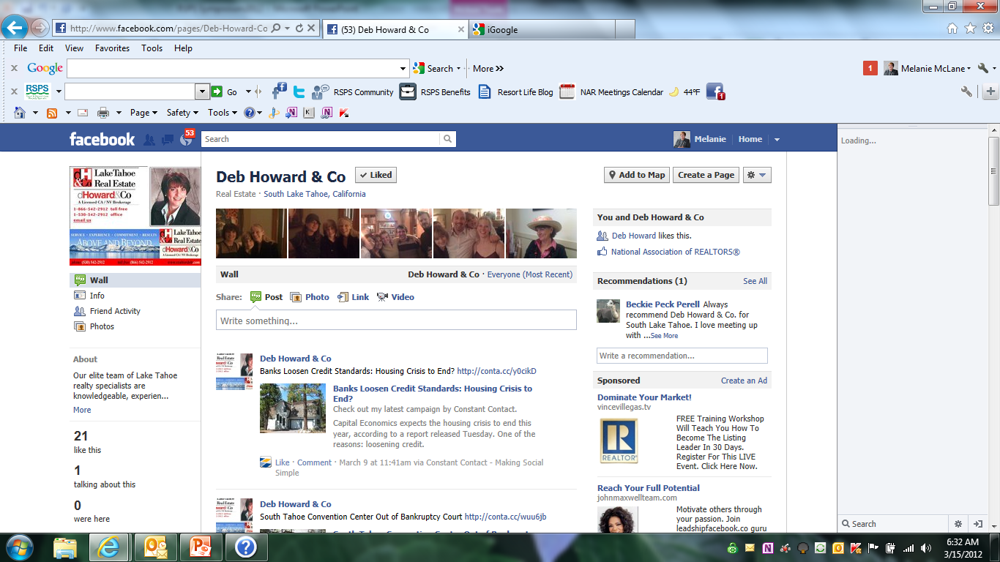 http://www.facebook.com/pages/Deb-Howard-Co
(53) Deb Howard & Co
iGoogle
File Edit View Favorites Tools Help
Google
Search
More »
1
Melanie McLane
RSPS
Go
RSPS Community
RSPS Benefits
Resort Life Blog
NAR Meetings Calendar
44°F
1
Page Safety Tools
facebook
53
Search
Melanie
Home
Loading...
Lake Tahoe
Real Estate
dHoward&Co
A Licensed CA / NV Brokerage
1-866-542-2912 toll free
1-530-542-2912 office
email us
SERVICE • EXPERIENCE • COMMITMENT • RESULTS
ABOVE AND BEYOND
Lake Tahoe
Real Estate
dHoward&Co
Deb Howard & Co
Liked
Add to Map
Create a Page
Real Estate · South Lake Tahoe, California
Wall
Info
Friend Activity
Photos
About
Our elite team of Lake Tahoe
realty specialists are
knowledgeable, experien...
More
21
like this
1
talking about this
0
were here
Wall
Deb Howard & Co · Everyone (Most Recent)
Share: Post Photo Link Video
Write something...
Deb Howard & Co
Banks Loosen Credit Standards: Housing Crisis to End? http://conta.cc/y0cikD
Banks Loosen Credit Standards: Housing Crisis to
End?
Check out my latest campaign by Constant Contact.
Capital Economics expects the housing crisis to end this
year, according to a report released Tuesday. One of the
reasons: loosening credit.
Like · Comment · March 9 at 11:41am via Constant Contact - Making Social
Simple
Deb Howard & Co
South Tahoe Convention Center Out of Bankruptcy Court http://conta.cc/wuu6jb
You and Deb Howard & Co
Deb Howard likes this.
National Association of REALTORS®
Recommendations (1)
See All
Beckie Peck Perell Always
recommend Deb Howard & Co. for
South Lake Tahoe. I love meeting up
with ...See More
Write a recommendation...
Sponsored
Create an Ad
Dominate Your Market!
vincevillegas.tv
R
REALTOR
FREE Training Workshop
Will Teach You How To
Become The Listing
Leader In 30 Days.
Register For This LIVE
Event. Click Here Now.
Reach Your Full Potential
johnmaxwellteam.com
Motivate others through
your passion. Join
leadshipfacebook.co guru
Search
6:32 AM
3/15/2012